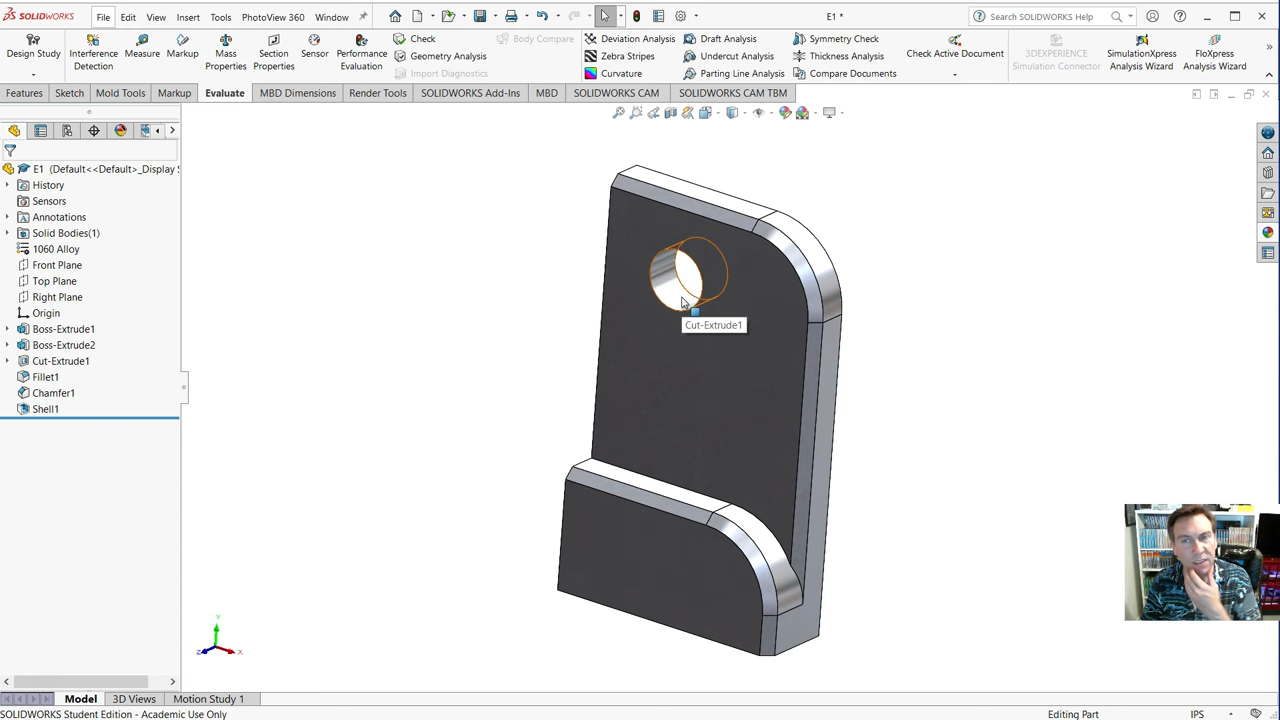 SOLIDWORKS File Edit View Insert Tools PhotoView 360 Window E1 * Search SOLIDWORKS Help
Design Study
Interference Detection
Measure
Markup
Mass Properties
Section Properties
Sensor
Performance Evaluation
Check
Geometry Analysis
Import Diagnostics
Body Compare
Deviation Analysis
Zebra Stripes
Curvature
Draft Analysis
Undercut Analysis
Parting Line Analysis
Symmetry Check
Thickness Analysis
Compare Documents
Check Active Document
3DEXPERIENCE Simulation Connector
SimulationXpress Analysis Wizard
FloXpress Analysis Wizard
Features Sketch Mold Tools Markup Evaluate MBD Dimensions Render Tools SOLIDWORKS Add-Ins MBD SOLIDWORKS CAM SOLIDWORKS CAM TBM
E1 (Default<<Default>_Display S
History
Sensors
Annotations
Solid Bodies(1)
1060 Alloy
Front Plane
Top Plane
Right Plane
Origin
Boss-Extrude1
Boss-Extrude2
Cut-Extrude1
Fillet1
Chamfer1
Shell1
Cut-Extrude1
Y
X
Z
Model 3D Views Motion Study 1
SOLIDWORKS Student Edition - Academic Use Only Editing Part IPS